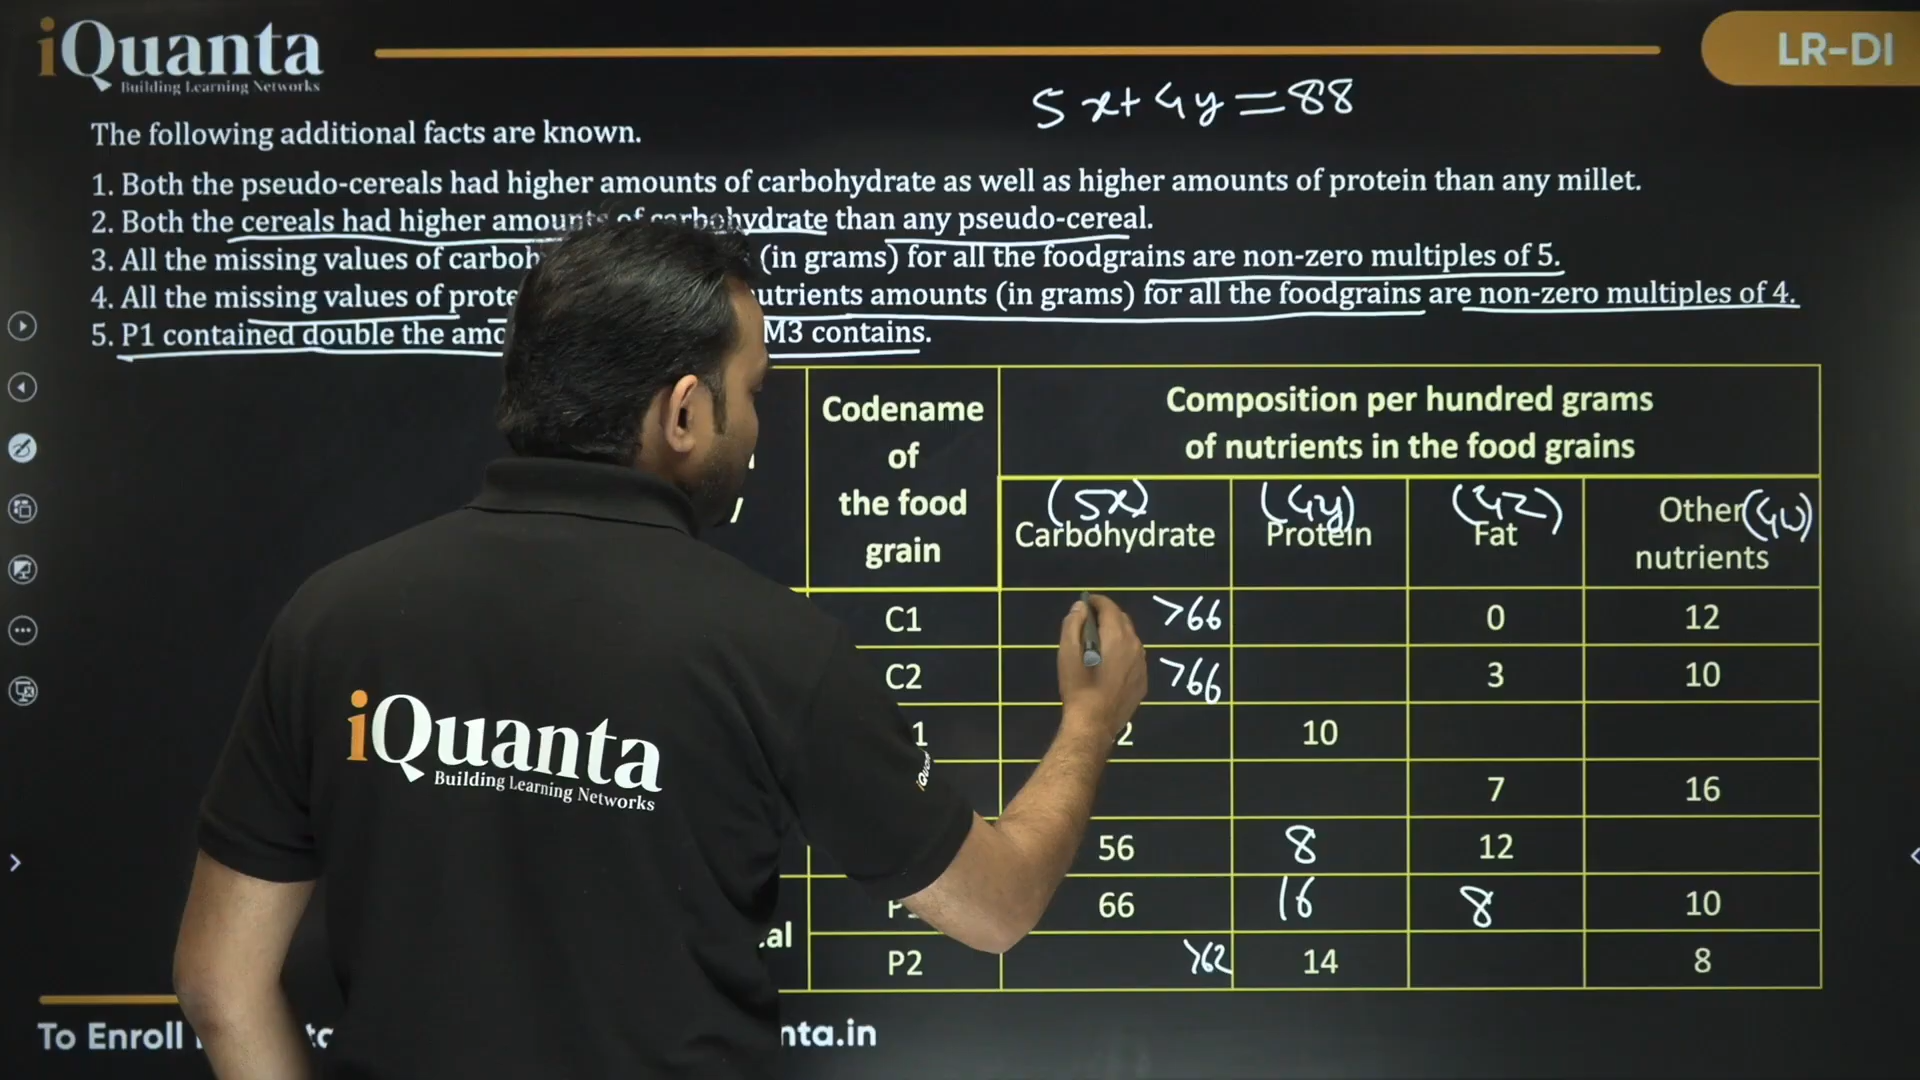 iQuanta
Building Learning Networks
LR-DI
5x+4y=88
The following additional facts are known.
1. Both the pseudo-cereals had higher amounts of carbohydrate as well as higher amounts of protein than any millet.
2. Both the cereals had higher amounts of carbohydrate than any pseudo-cereal.
3. All the missing values of (in grams) for all the foodgrains are non-zero multiples of 5.
4. All the missing values of amounts (in grams) for all the foodgrains are non-zero multiples of 4.
5. P1 contained double the M3 contains.
Codename of the food grain
Composition per hundred grams
of nutrients in the food grains
(5x) (4y) (4z) (4w)
Carbohydrate Protein Fat Other nutrients
C1 >66 0 12
C2 >66 3 10
1 10
7 16
56 8 12
66 16 8 10
P2 >62 14 8
iQuanta
Building Learning Networks
To Enroll